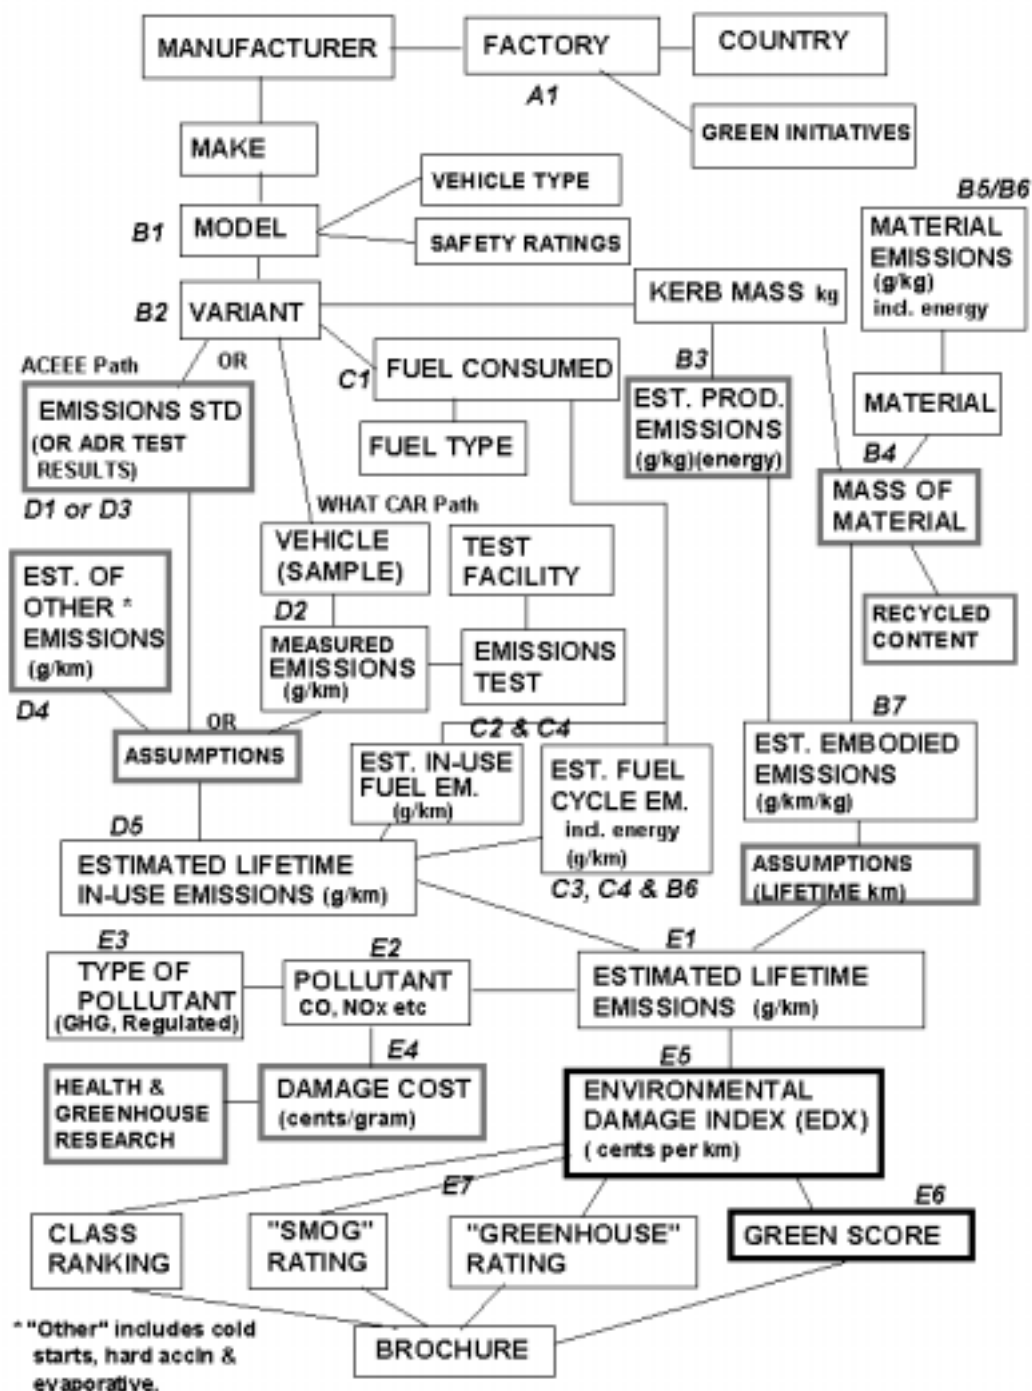 MANUFACTURER
FACTORY
COUNTRY
A1
GREEN INITIATIVES
MAKE
VEHICLE TYPE
B1
MODEL
SAFETY RATINGS
B5/B6
MATERIAL
EMISSIONS
(g/kg)
incl. energy
B2
VARIANT
KERB MASS kg
ACEEE Path
OR
C1
FUEL CONSUMED
B3
EMISSIONS STD
(OR ADR TEST
RESULTS)
D1 or D3
FUEL TYPE
EST. PROD.
EMISSIONS
(g/kg)(energy)
MATERIAL
B4
MASS OF
MATERIAL
WHAT CAR Path
VEHICLE
(SAMPLE)
TEST
FACILITY
EST. OF
OTHER *
EMISSIONS
(g/km)
D4
D2
MEASURED
EMISSIONS
(g/km)
EMISSIONS
TEST
RECYCLED
CONTENT
OR
ASSUMPTIONS
C2 & C4
EST. IN-USE
FUEL EM.
(g/km)
EST. FUEL
CYCLE EM.
incl. energy
(g/km)
C3, C4 & B6
B7
EST. EMBODIED
EMISSIONS
(g/km/kg)
D5
ESTIMATED LIFETIME
IN-USE EMISSIONS (g/km)
ASSUMPTIONS
(LIFETIME km)
E3
TYPE OF
POLLUTANT
(GHG, Regulated)
E2
POLLUTANT
CO, NOx etc
E1
ESTIMATED LIFETIME
EMISSIONS (g/km)
E4
HEALTH &
GREENHOUSE
RESEARCH
DAMAGE COST
(cents/gram)
E5
ENVIRONMENTAL
DAMAGE INDEX (EDX)
( cents per km)
E7
E6
CLASS
RANKING
"SMOG"
RATING
"GREENHOUSE"
RATING
GREEN SCORE
BROCHURE
* "Other" includes cold
starts, hard accln &
evaporative.